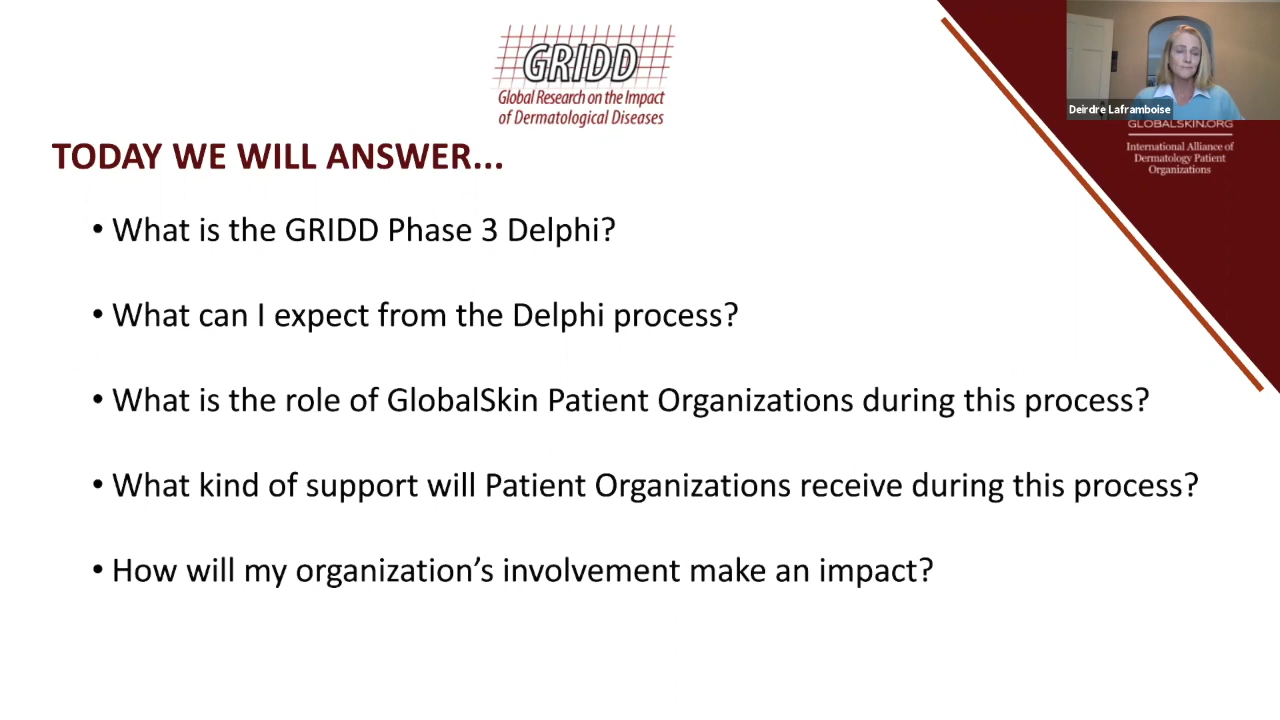 GRIDD
Global Research on the Impact
of Dermatological Diseases
Deirdre Laframboise
GLOBALSKIN.ORG
International Alliance of
Dermatology Patient
Organizations
TODAY WE WILL ANSWER...
• What is the GRIDD Phase 3 Delphi?
• What can I expect from the Delphi process?
• What is the role of GlobalSkin Patient Organizations during this process?
• What kind of support will Patient Organizations receive during this process?
• How will my organization’s involvement make an impact?